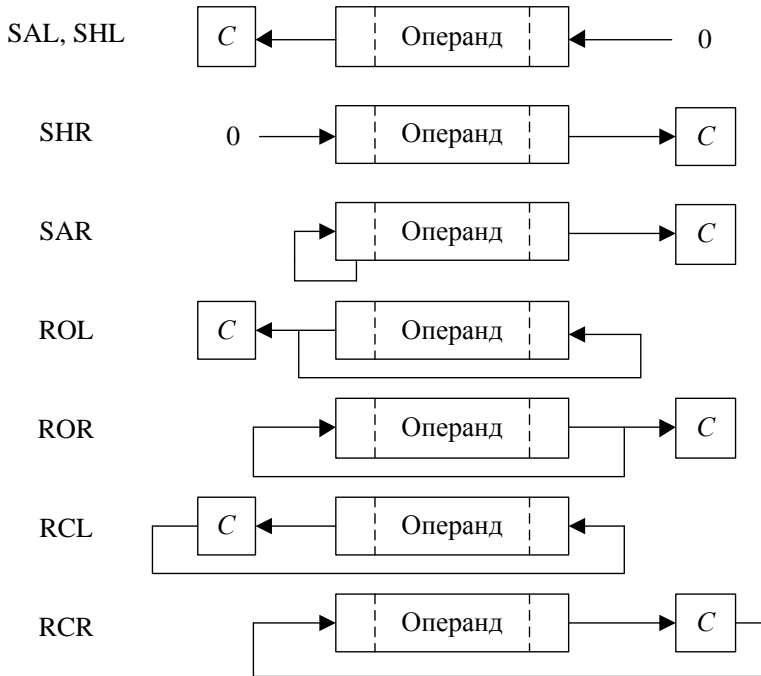 SAL, SHL C Операнд 0
SHR 0 Операнд C
SAR Операнд C
ROL C Операнд
ROR Операнд C
RCL C Операнд
RCR Операнд C